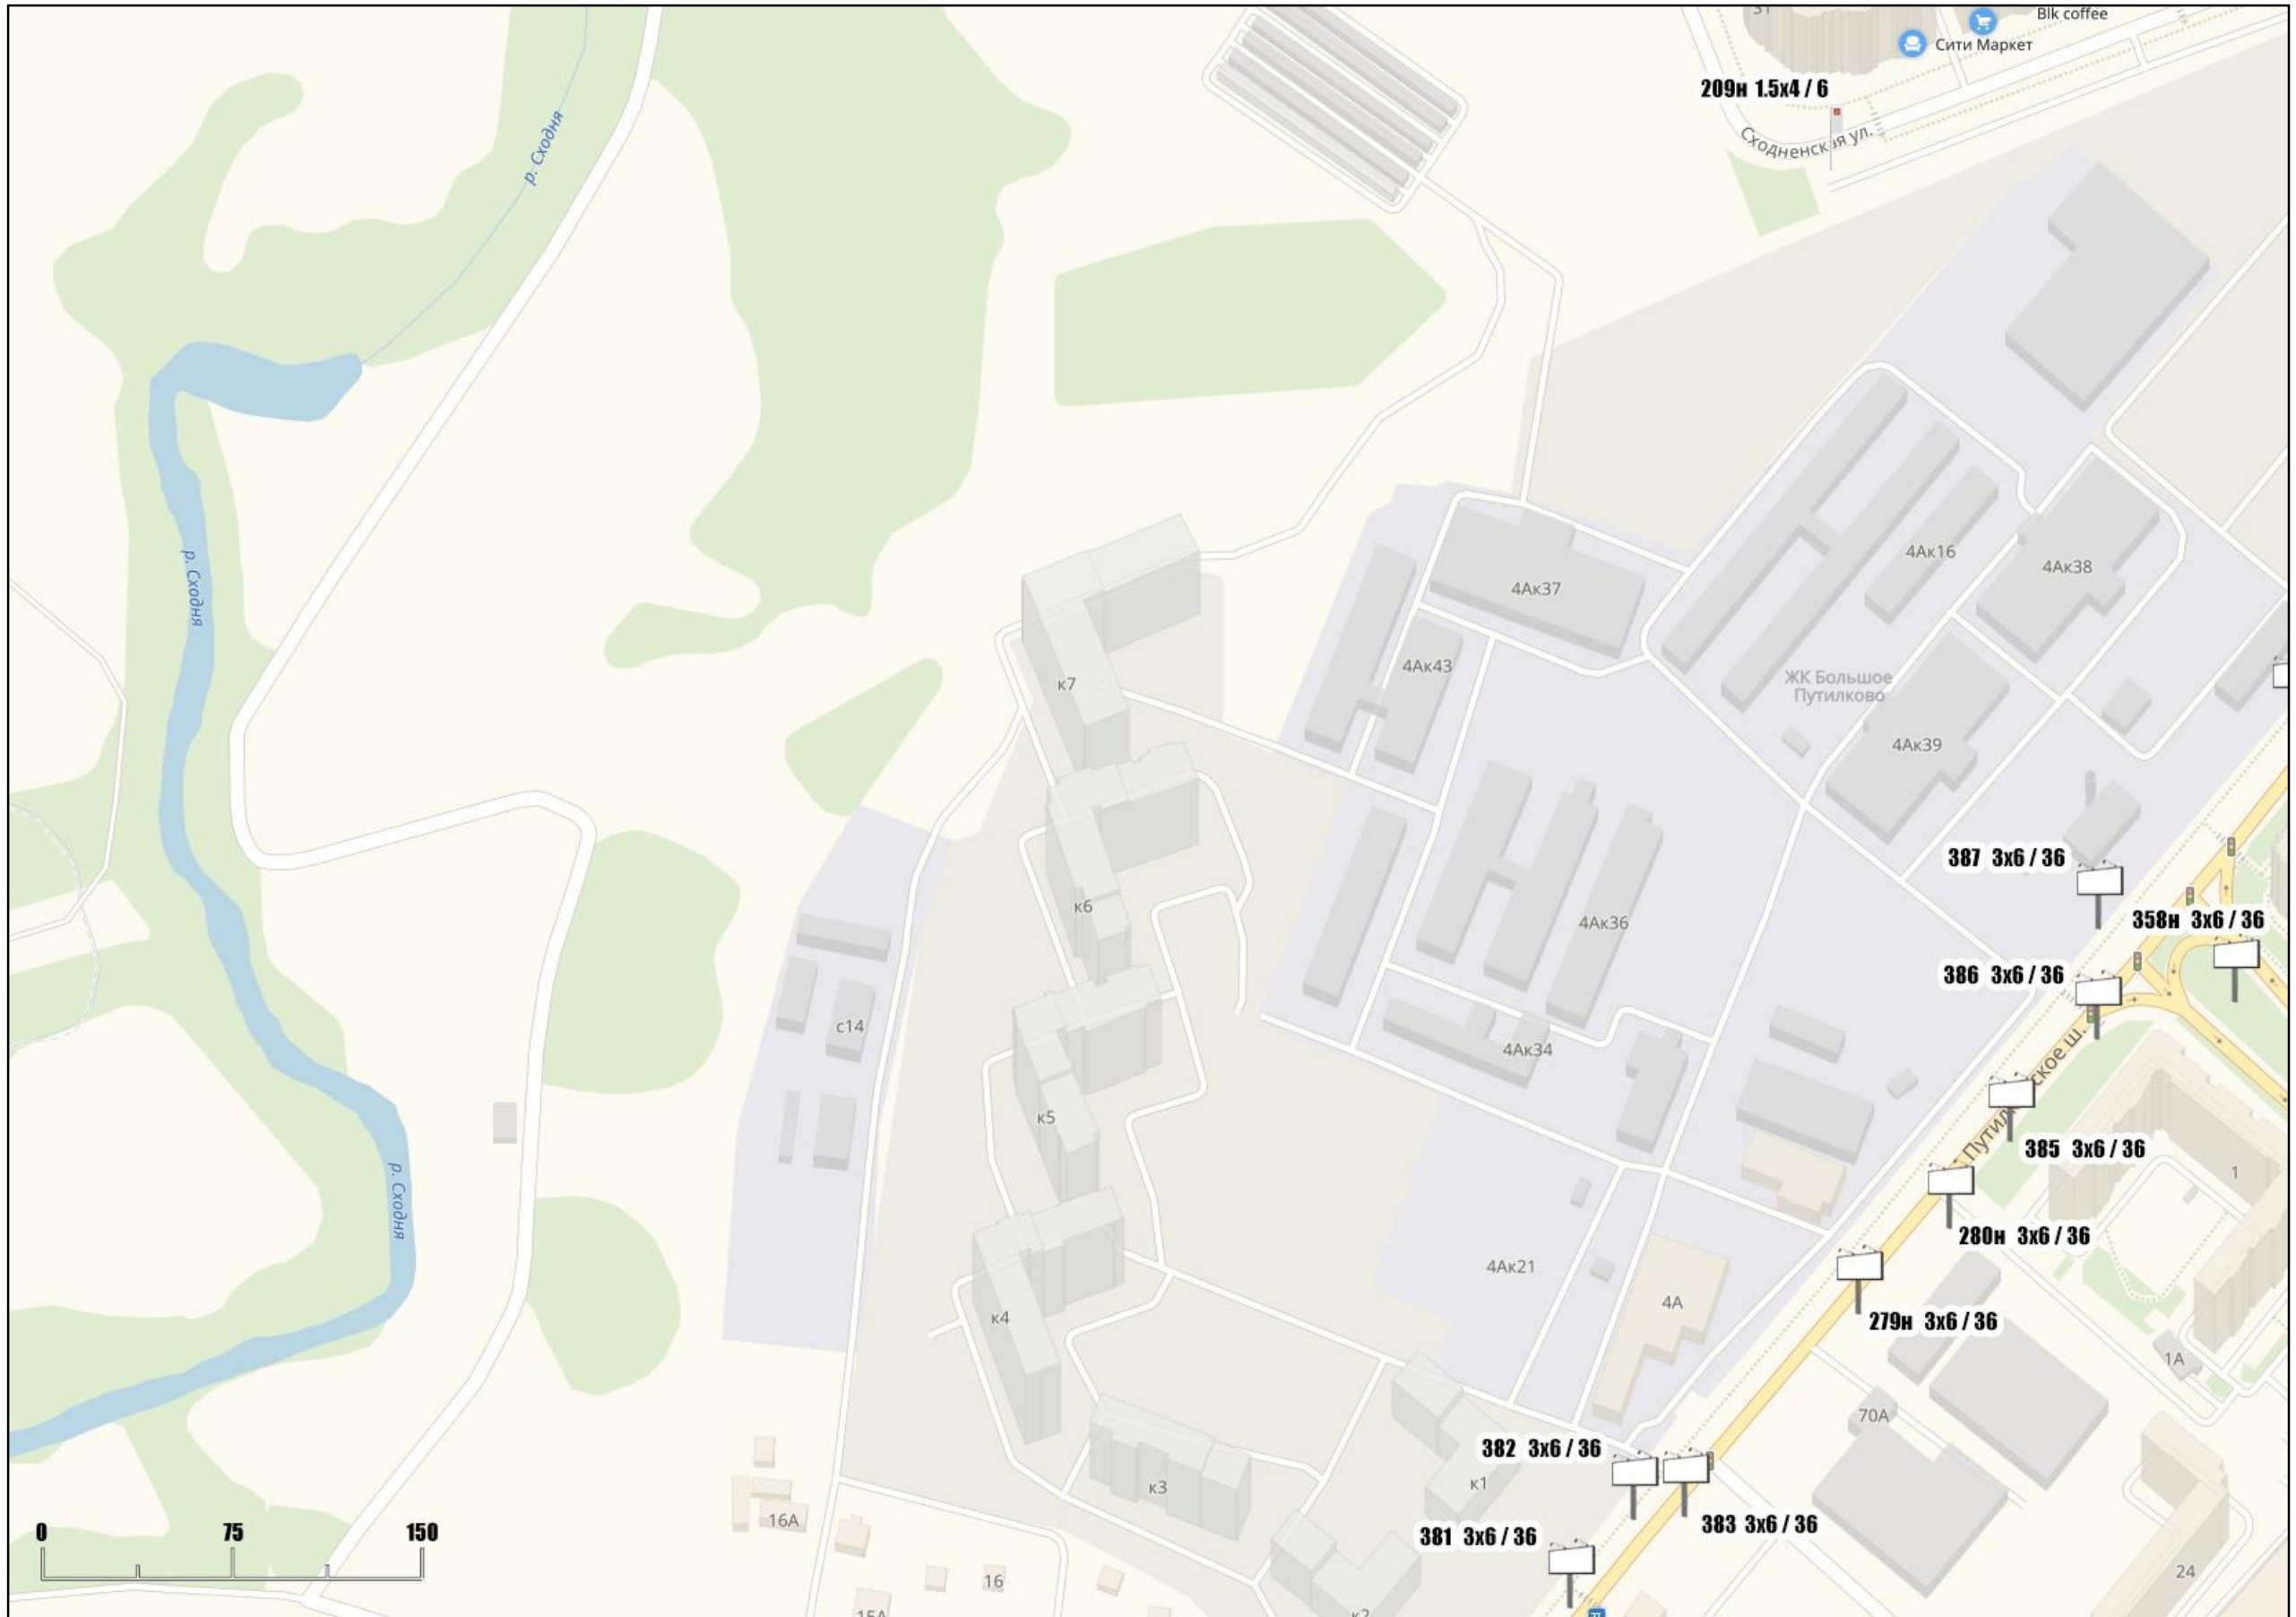 31
Blk coffee
Сити Маркет
209н 1.5x4 / 6
Сходненская ул.
р. Сходня
р. Сходня
4Ак16
4Ак38
4Ак37
4Ак43
ЖК Большое
Путилково
к7
4Ак39
387 3x6 / 36
к6
4Ак36
358н 3x6 / 36
386 3x6 / 36
с14
4Ак34
к5
385 3x6 / 36
1
р. Сходня
280н 3x6 / 36
4Ак21
4А
к4
279н 3x6 / 36
1А
70А
382 3x6 / 36
к1
к3
16А
383 3x6 / 36
381 3x6 / 36
0 75 150
24
16
15А
к2